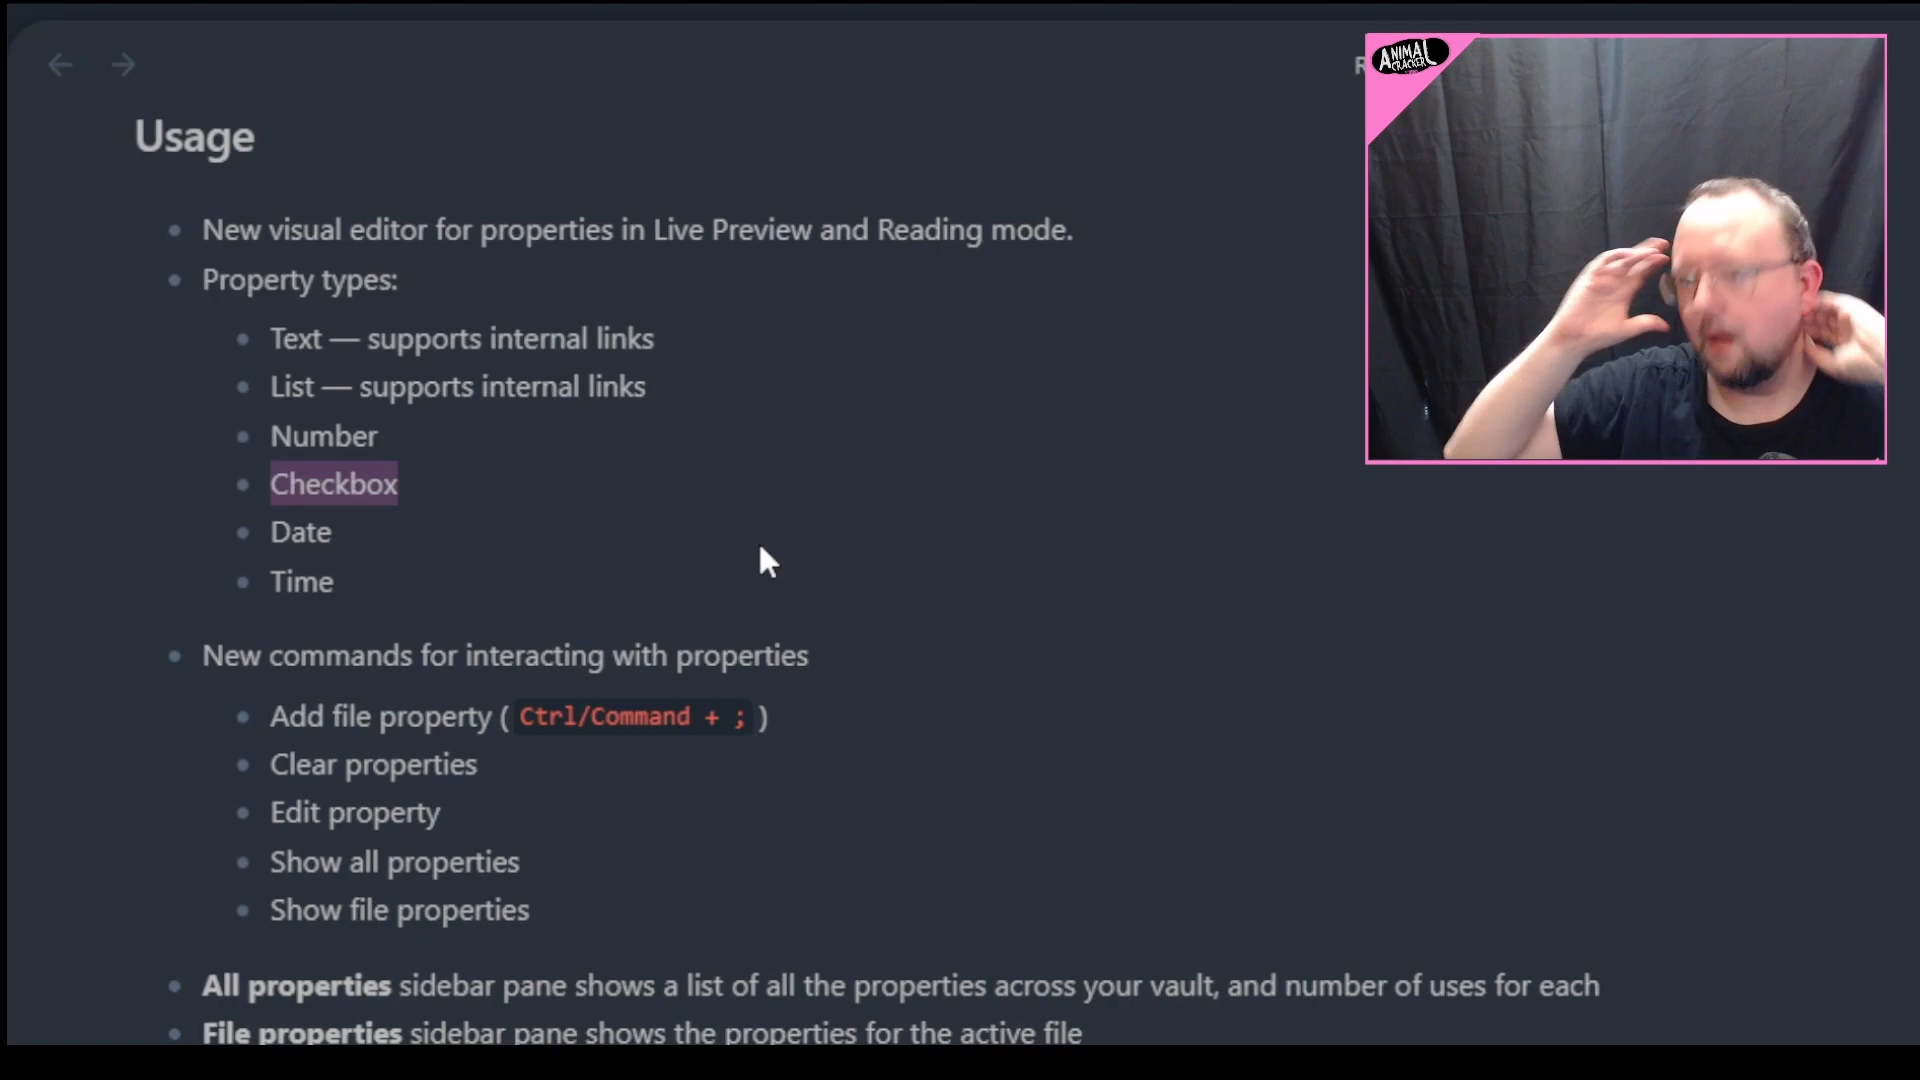 R
ANIMAL
CRACKER
Usage
New visual editor for properties in Live Preview and Reading mode.
Property types:
Text — supports internal links
List — supports internal links
Number
Checkbox
Date
Time
New commands for interacting with properties
Add file property ( Ctrl/Command + ; )
Clear properties
Edit property
Show all properties
Show file properties
All properties sidebar pane shows a list of all the properties across your vault, and number of uses for each
File properties sidebar pane shows the properties for the active file